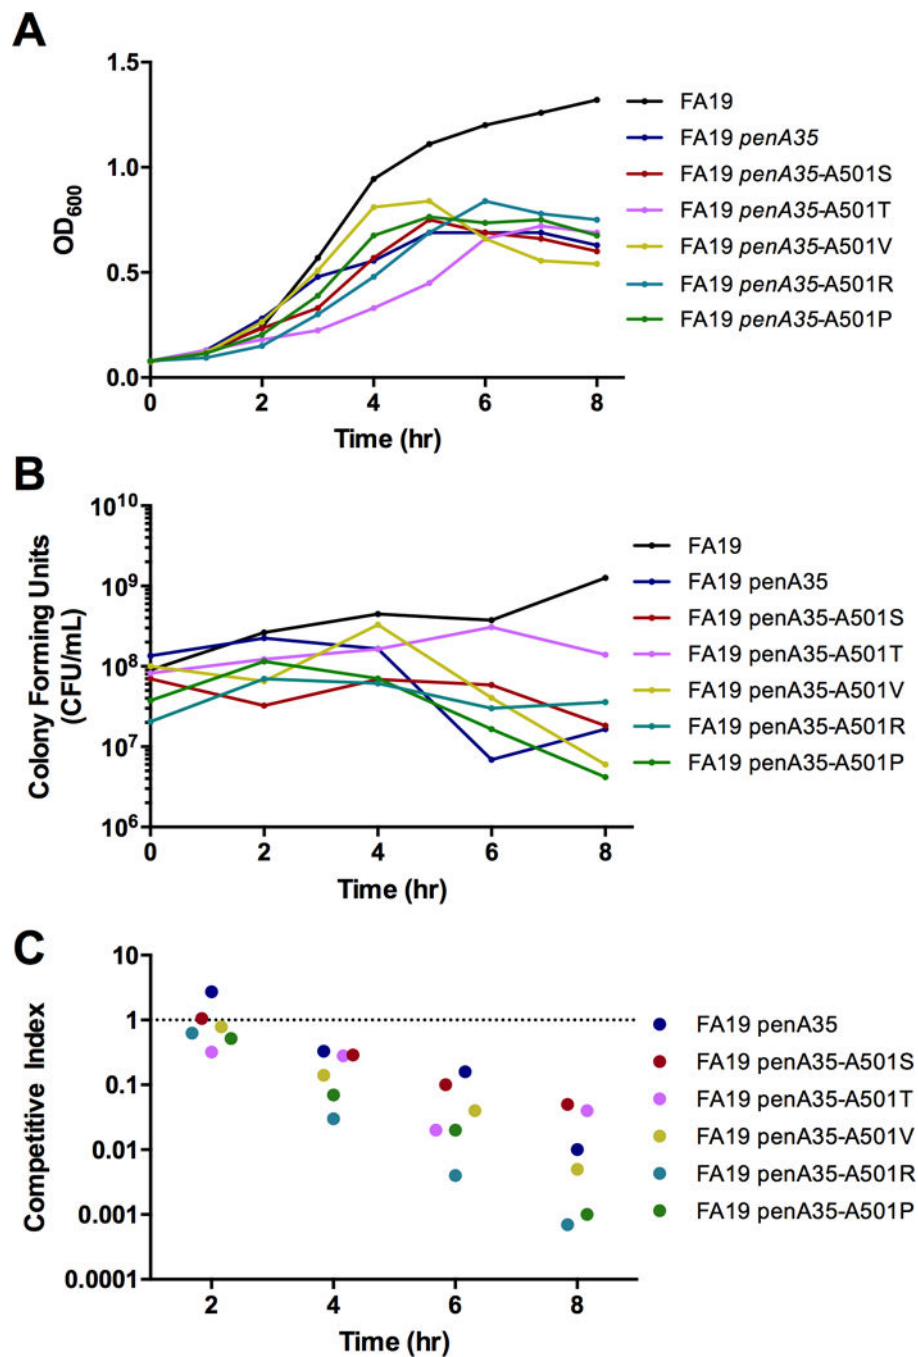 A
1.5
1.0
0.5
0.0
OD600
0 2 4 6 8
Time (hr)
FA19
FA19 penA35
FA19 penA35-A501S
FA19 penA35-A501T
FA19 penA35-A501V
FA19 penA35-A501R
FA19 penA35-A501P
B
10^10
10^9
10^8
10^7
10^6
Colony Forming Units
(CFU/mL)
0 2 4 6 8
Time (hr)
FA19
FA19 penA35
FA19 penA35-A501S
FA19 penA35-A501T
FA19 penA35-A501V
FA19 penA35-A501R
FA19 penA35-A501P
C
10
1
0.1
0.01
0.001
0.0001
Competitive Index
2 4 6 8
Time (hr)
FA19 penA35
FA19 penA35-A501S
FA19 penA35-A501T
FA19 penA35-A501V
FA19 penA35-A501R
FA19 penA35-A501P